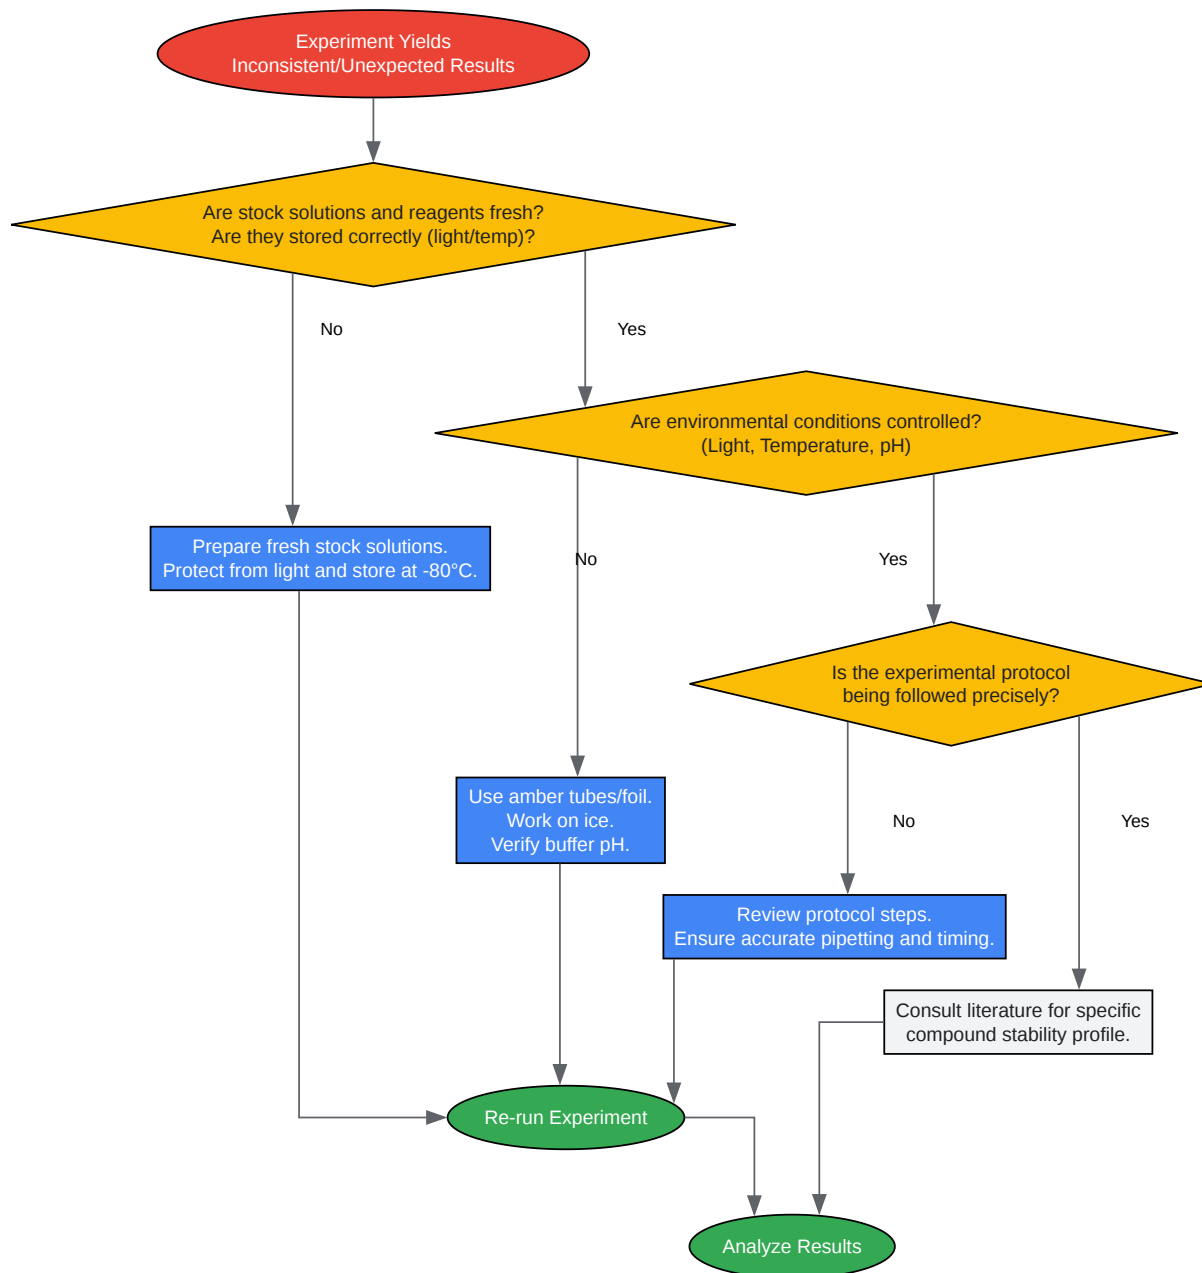 Experiment Yields
Inconsistent/Unexpected Results
Are stock solutions and reagents fresh?
Are they stored correctly (light/temp)?
No
Yes
Are environmental conditions controlled?
(Light, Temperature, pH)
Prepare fresh stock solutions.
Protect from light and store at -80°C.
No
Yes
Is the experimental protocol
being followed precisely?
Use amber tubes/foil.
Work on ice.
Verify buffer pH.
No
Yes
Review protocol steps.
Ensure accurate pipetting and timing.
Consult literature for specific
compound stability profile.
Re-run Experiment
Analyze Results